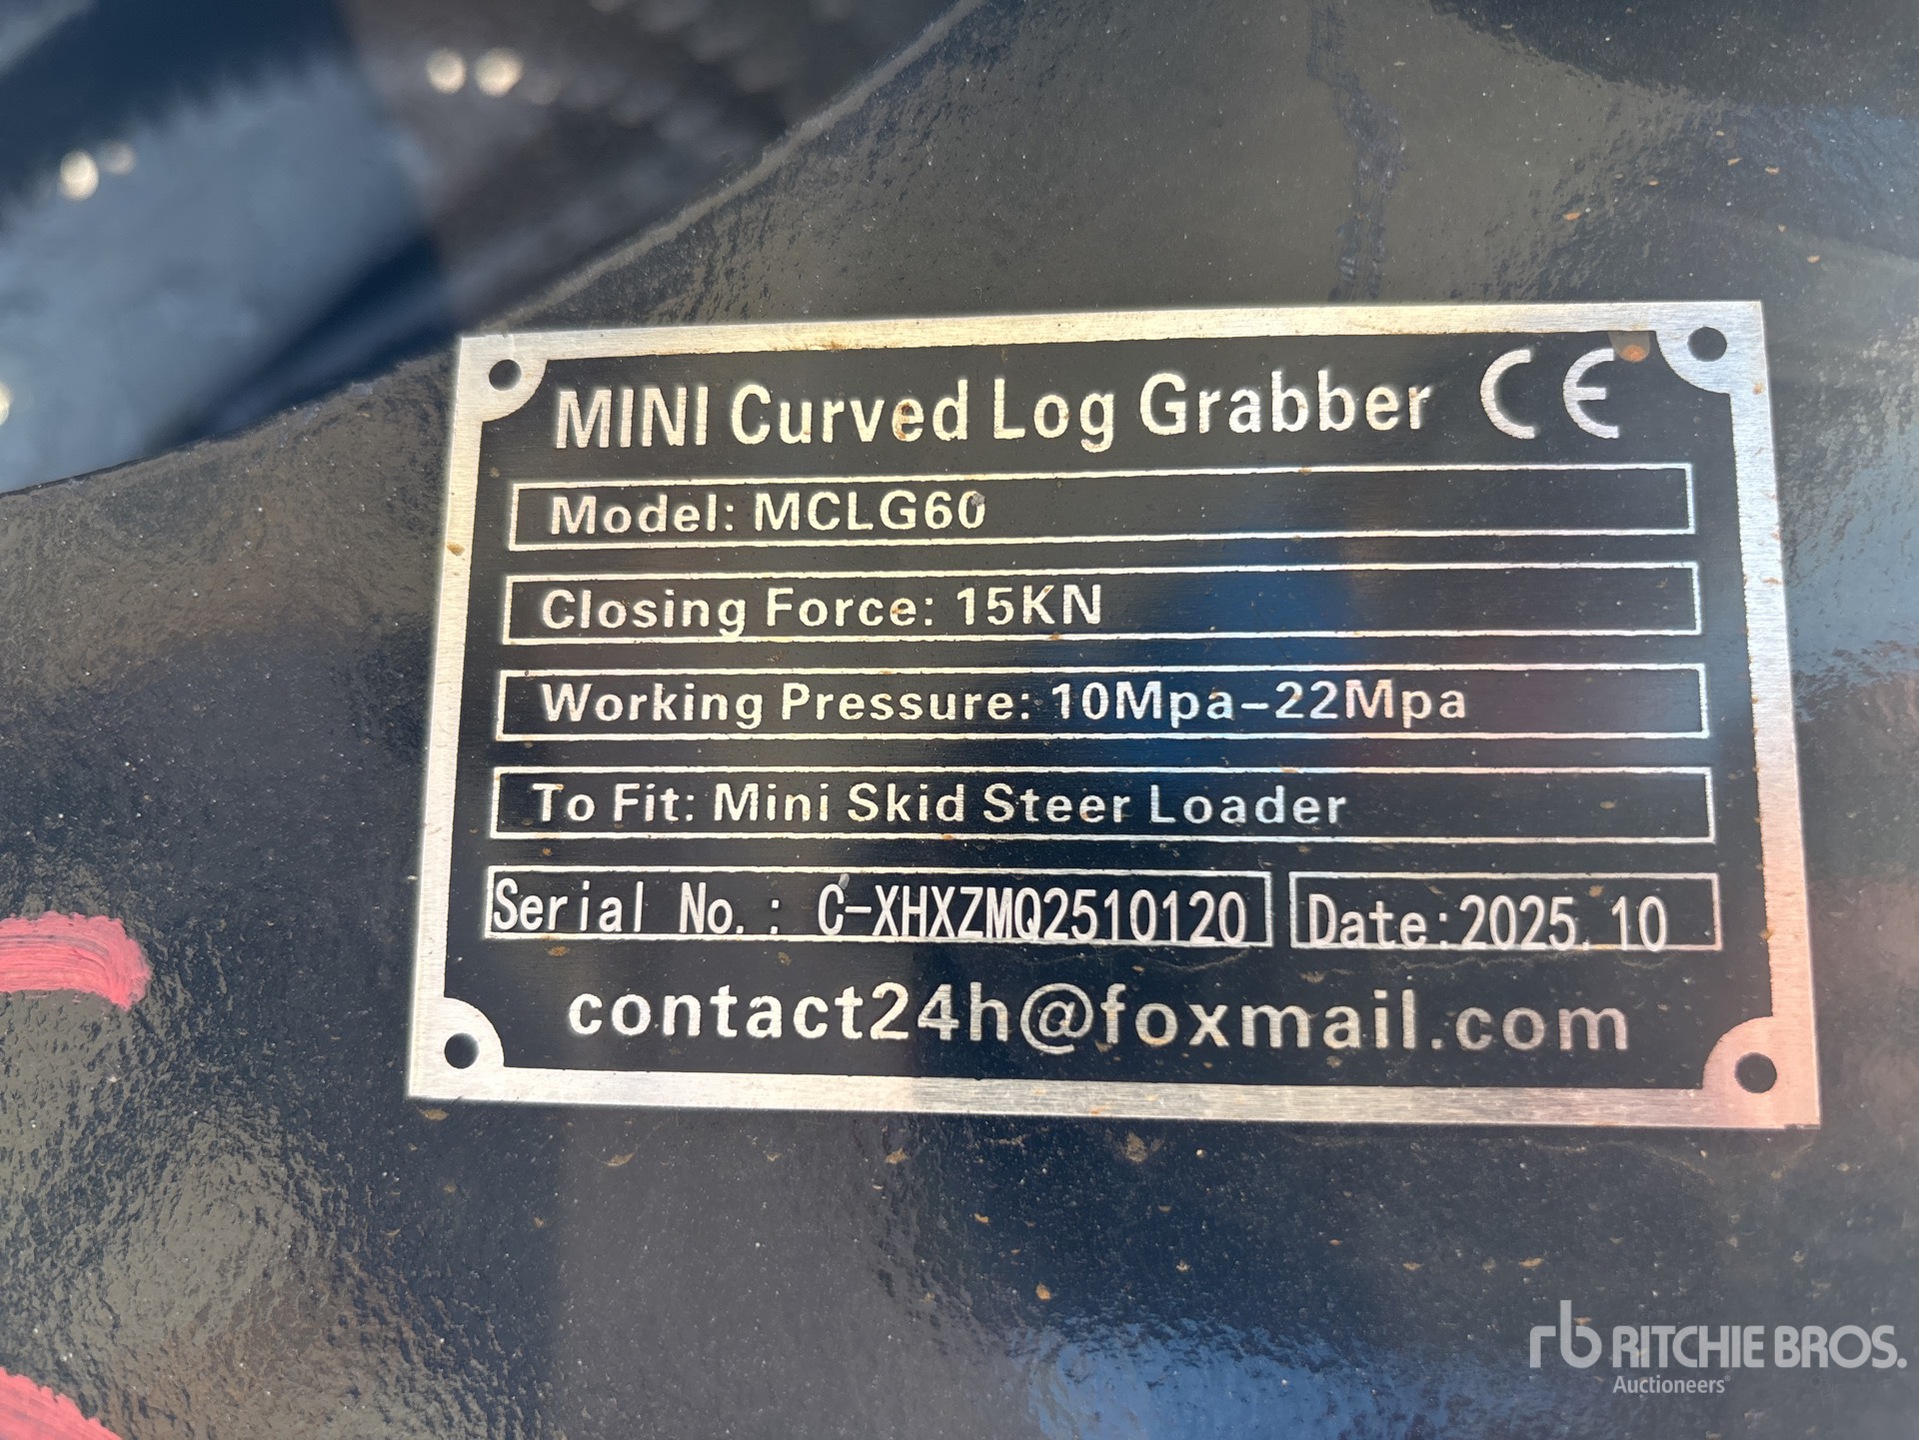 MINI Curved Log Grabber CE
Model: MCLG60
Closing Force: 15KN
Working Pressure: 10Mpa-22Mpa
To Fit: Mini Skid Steer Loader
Serial No.: C-XHXZMQ2510120 Date:2025.10
contact24h@foxmail.com
rb RITCHIE BROS.
Auctioneers